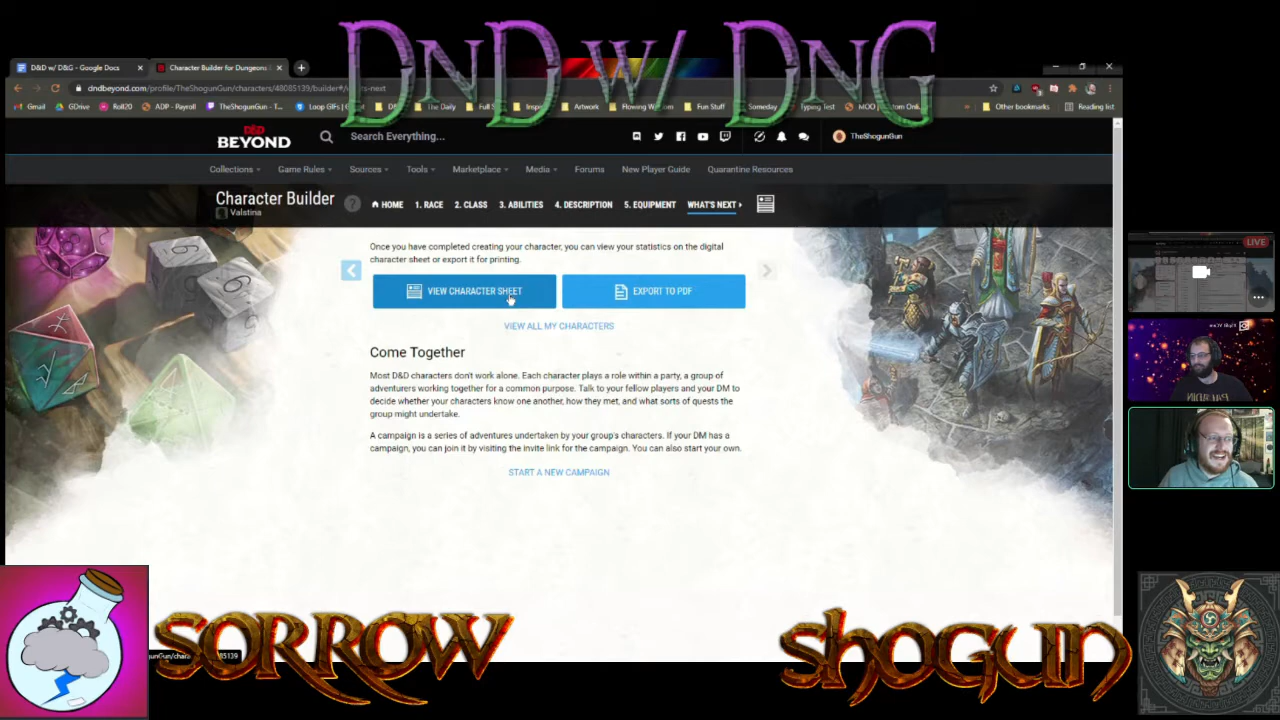 DnD w/ DnG
D&D w/ D&G - Google Docs
Character Builder for Dungeons
dndbeyond.com/profile/TheShogunGun/characters/48085139/builder#/
Gmail GDrive Roll20 ADP - Payroll TheShogunGun - T... Loop GIFs The Daily Artwork Fun Stuff Someday Typing Test Other bookmarks Reading list
D&D BEYOND
Search Everything...
TheShogunGun
Collections Game Rules Sources Tools Marketplace Media Forums New Player Guide Quarantine Resources
Character Builder
Valstina
HOME 1. RACE 2. CLASS 3. ABILITIES 4. DESCRIPTION 5. EQUIPMENT WHAT'S NEXT
Once you have completed creating your character, you can view your statistics on the digital
character sheet or export it for printing.
VIEW CHARACTER SHEET
EXPORT TO PDF
VIEW ALL MY CHARACTERS
Come Together
Most D&D characters don't work alone. Each character plays a role within a party, a group of
adventurers working together for a common purpose. Talk to your fellow players and your DM to
decide whether your characters know one another, how they met, and what sorts of quests the
group might undertake.
A campaign is a series of adventures undertaken by your group's characters. If your DM has a
campaign, you can join it by visiting the invite link for the campaign. You can also start your own.
START A NEW CAMPAIGN
LIVE
SORROW
SHOGUN